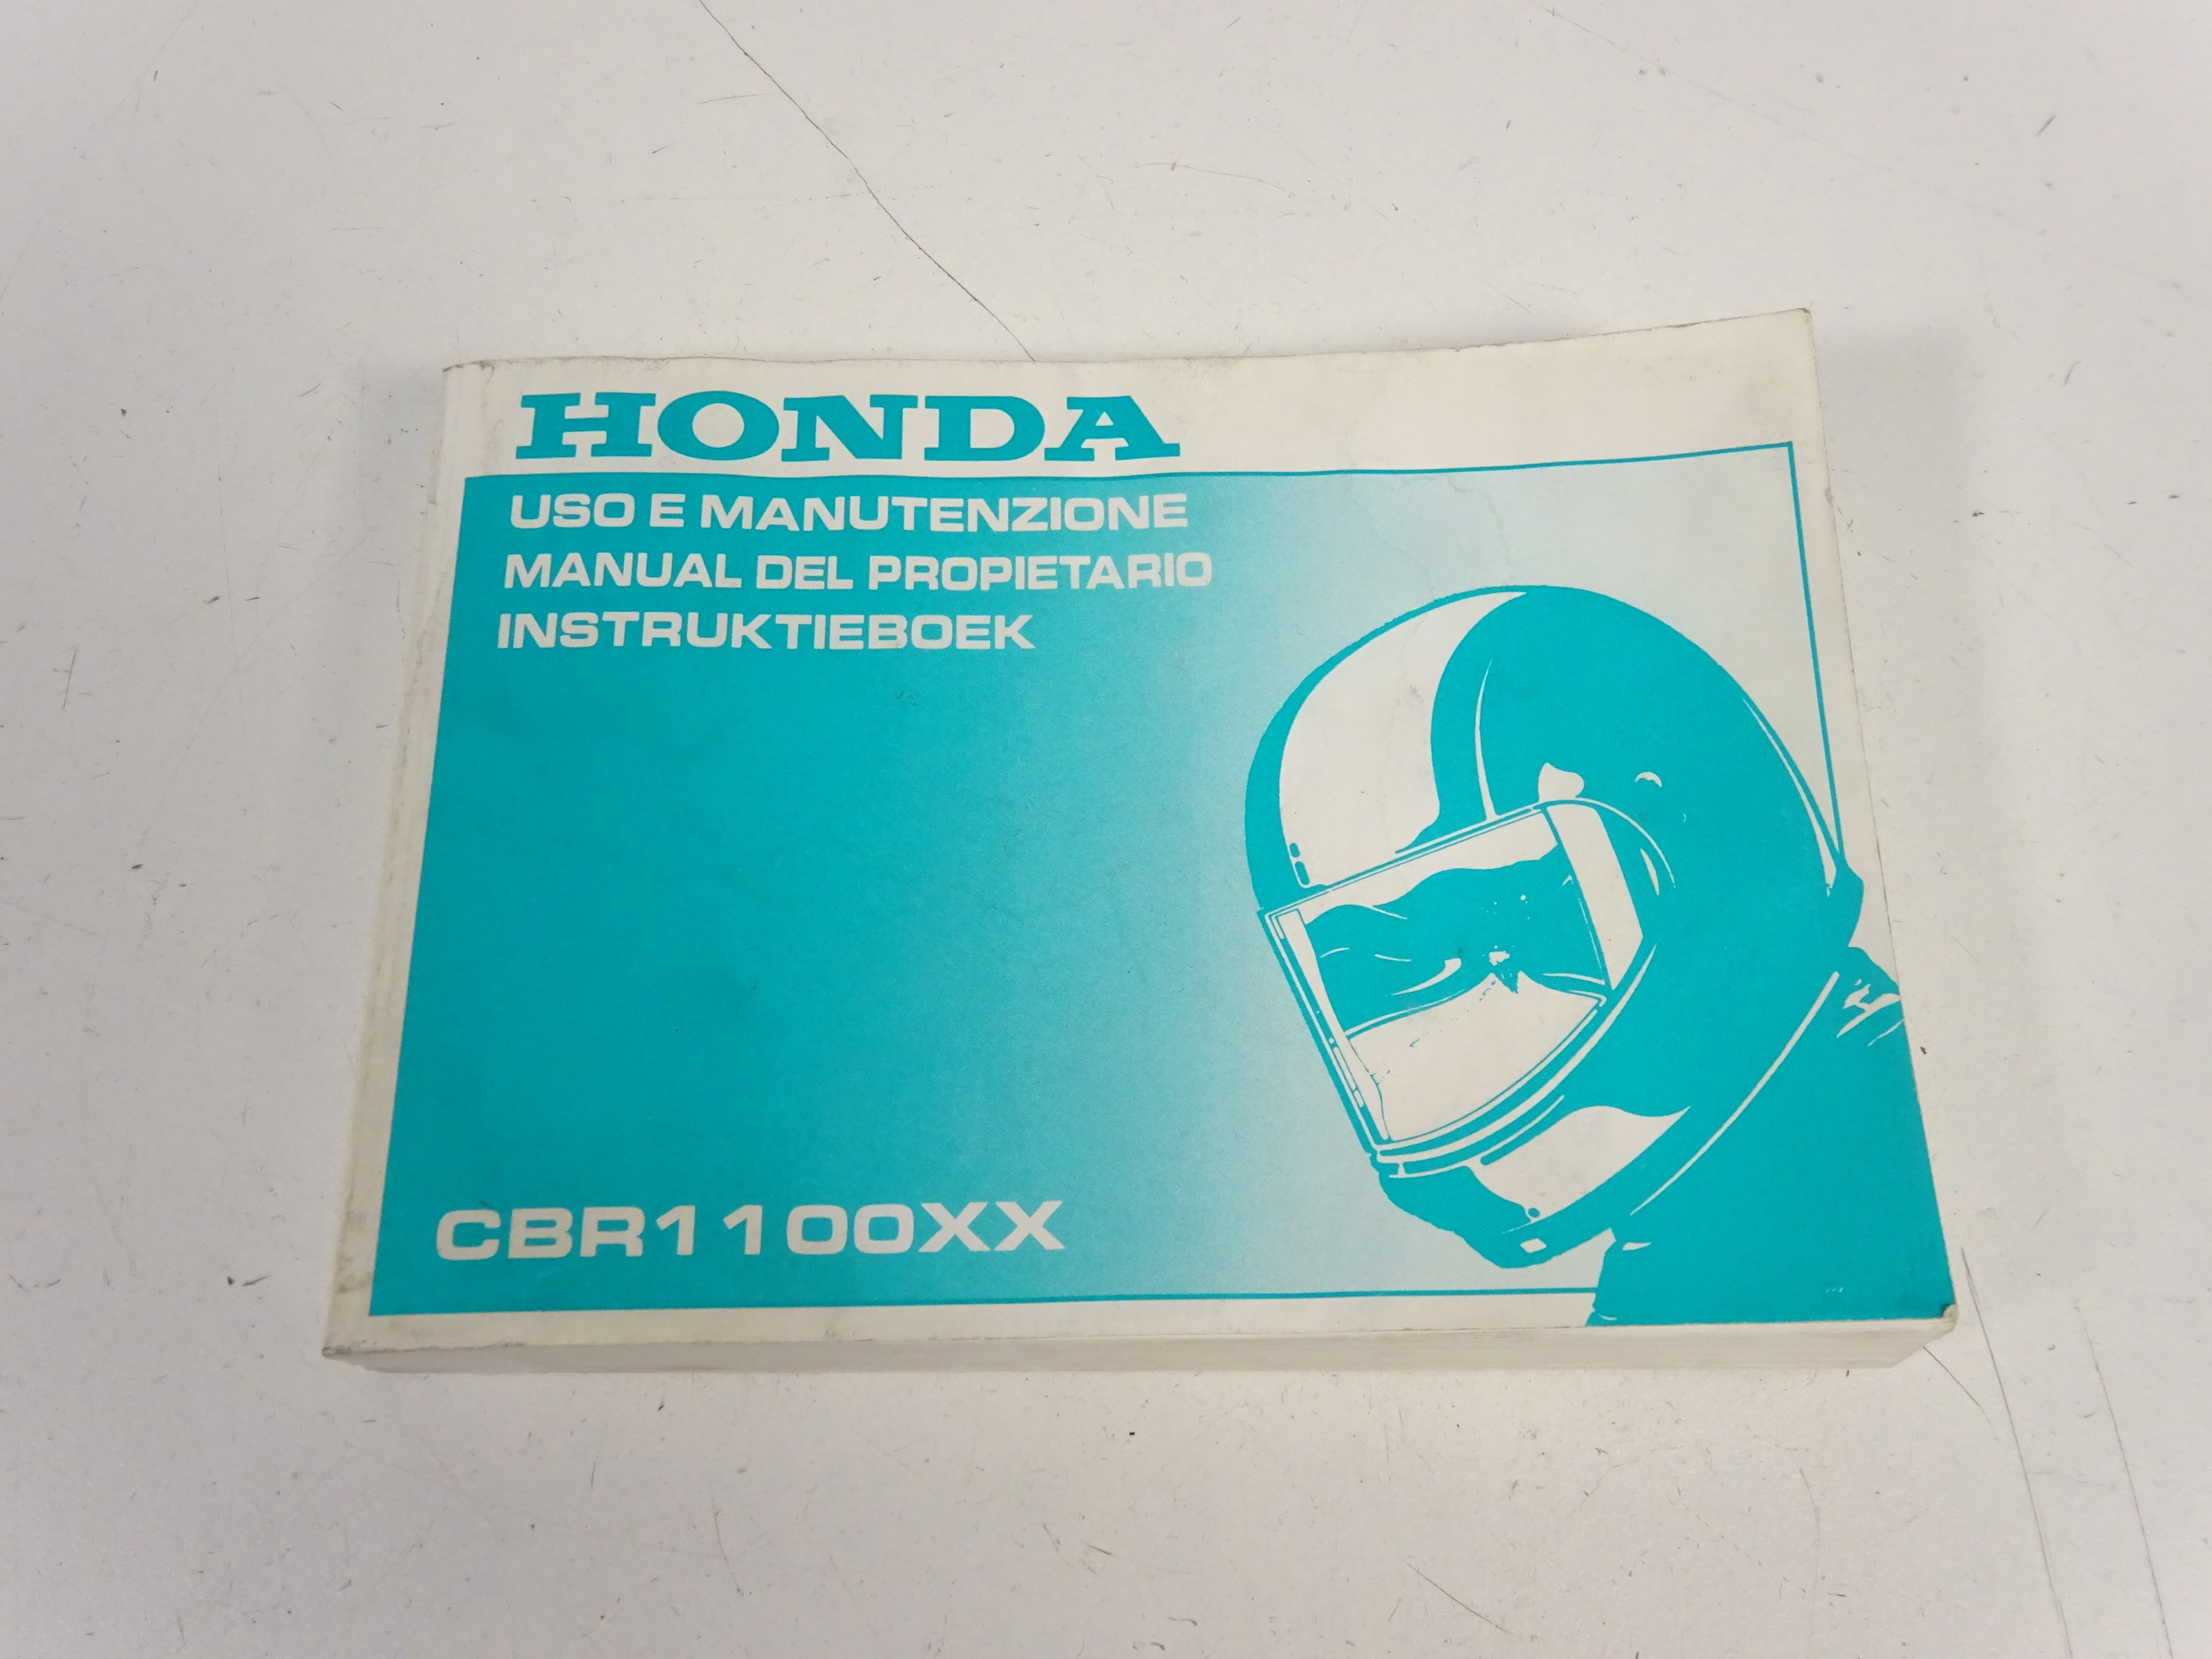 HONDA
USO E MANUTENZIONE
MANUAL DEL PROPIETARIO
INSTRUKTIEBOEK
CBR1100XX